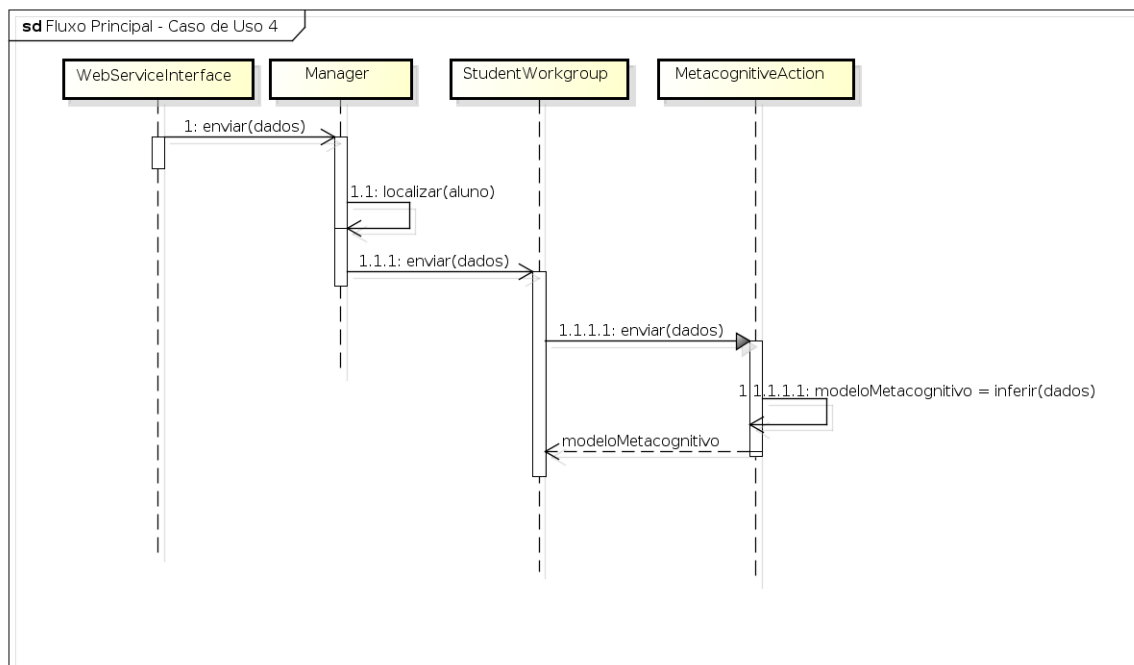 sd Fluxo Principal - Caso de Uso 4
WebServiceInterface
Manager
StudentWorkgroup
MetacognitiveAction
1: enviar(dados)
1.1: localizar(aluno)
1.1.1: enviar(dados)
1.1.1.1: enviar(dados)
1.1.1.1.1: modeloMetacognitivo = inferir(dados)
modeloMetacognitivo